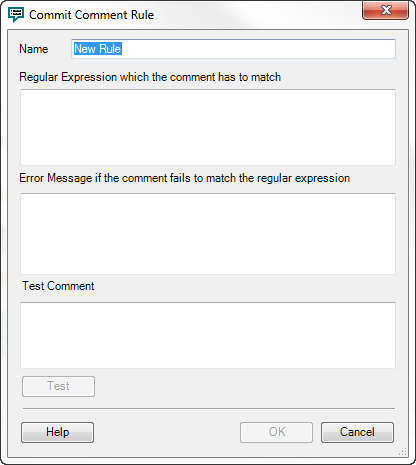 Commit Comment Rule
Name New Rule
Regular Expression which the comment has to match
Error Message if the comment fails to match the regular expression
Test Comment
Test
Help OK Cancel